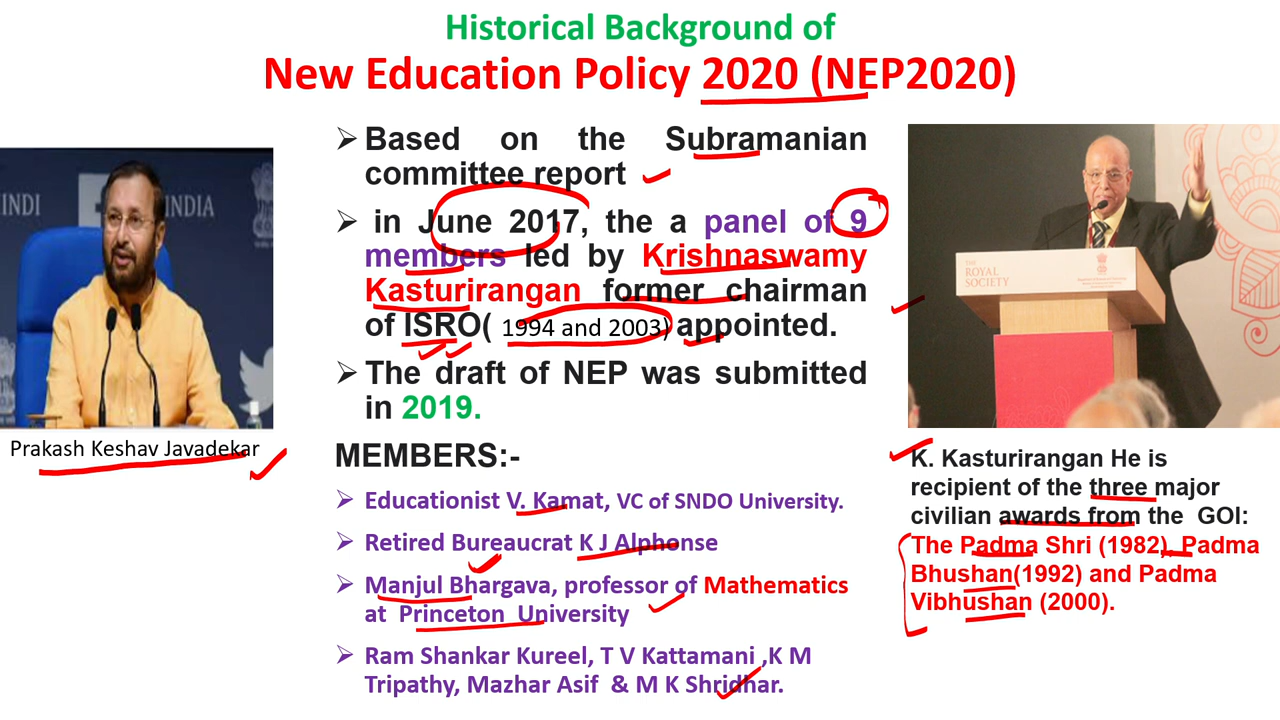 Historical Background of
New Education Policy 2020 (NEP2020)
➢ Based on the Subramanian
committee report
➢ in June 2017, the a panel of 9
members led by Krishnaswamy
Kasturirangan former chairman
of ISRO( 1994 and 2003) appointed.
➢ The draft of NEP was submitted
in 2019.
MEMBERS:-
➢ Educationist V. Kamat, VC of SNDO University.
➢ Retired Bureaucrat K J Alphonse
➢ Manjul Bhargava, professor of Mathematics
at Princeton University
➢ Ram Shankar Kureel, T V Kattamani ,K M
Tripathy, Mazhar Asif & M K Shridhar.
INDI
INDIA
Prakash Keshav Javadekar
THE
ROYAL
SOCIETY
K. Kasturirangan He is
recipient of the three major
civilian awards from the GOI:
The Padma Shri (1982), Padma
Bhushan(1992) and Padma
Vibhushan (2000).